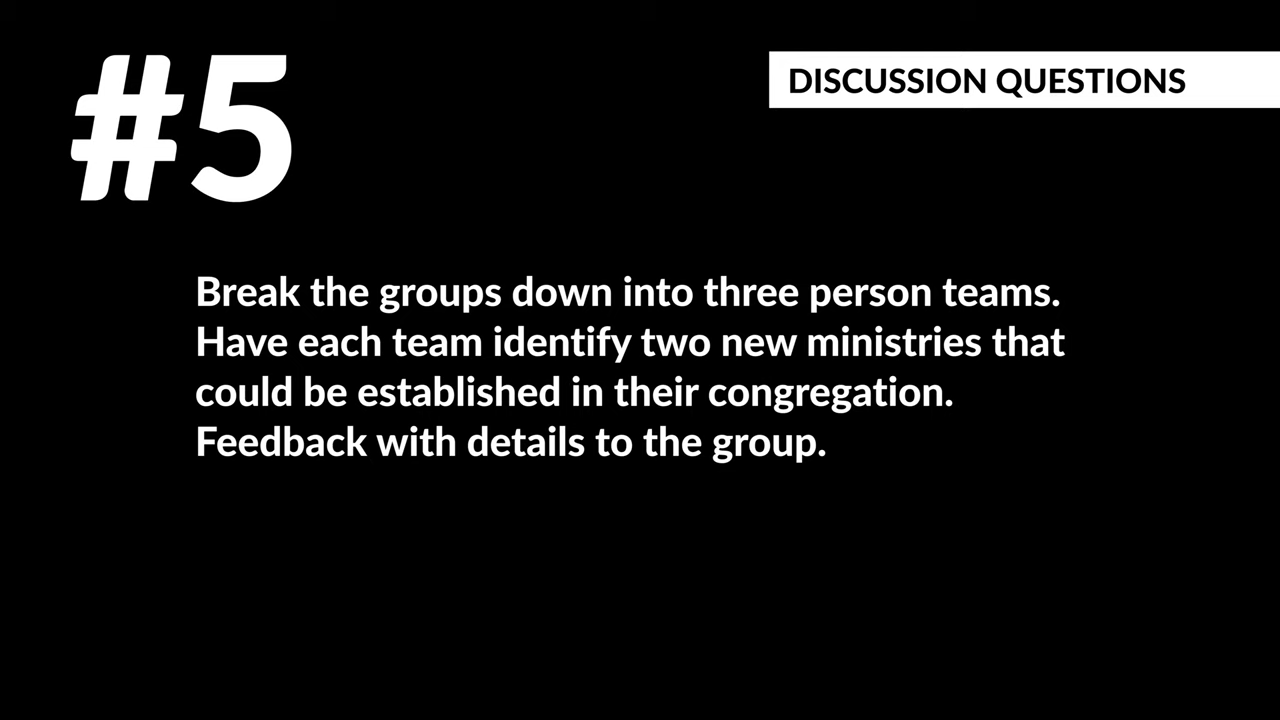 #5
DISCUSSION QUESTIONS
Break the groups down into three person teams.
Have each team identify two new ministries that
could be established in their congregation.
Feedback with details to the group.